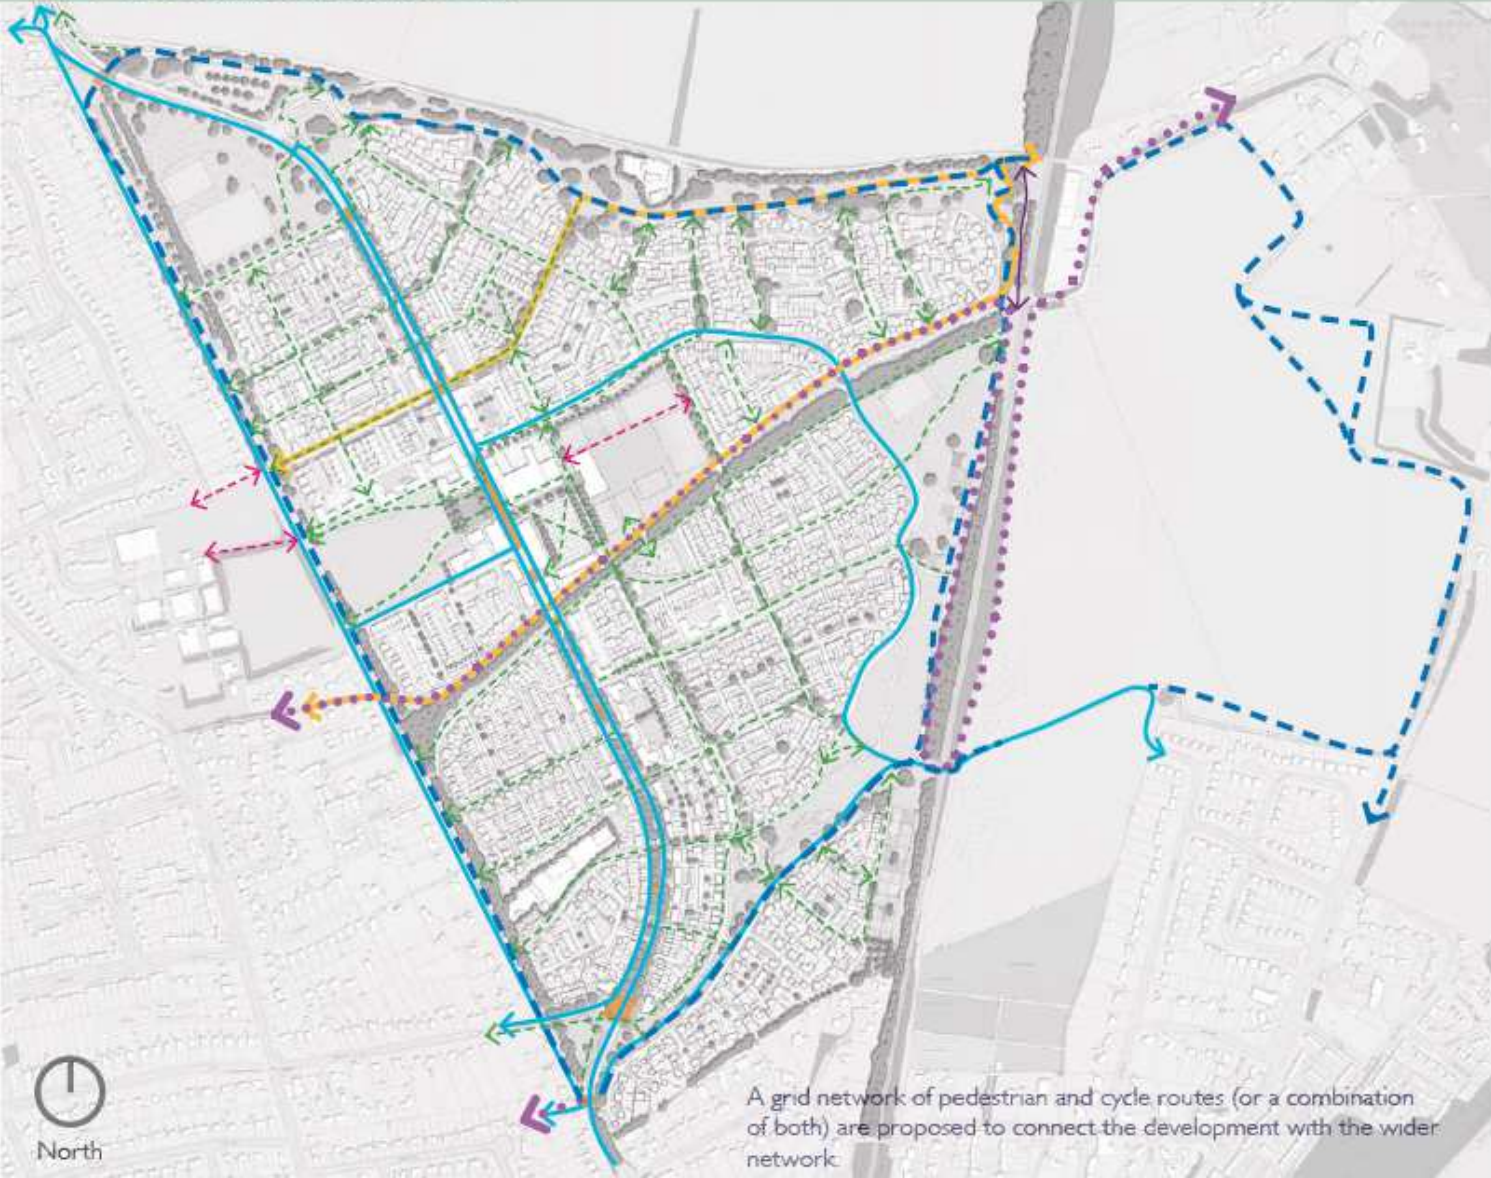 North
A grid network of pedestrian and cycle routes (or a combination
of both) are proposed to connect the development with the wider
network.